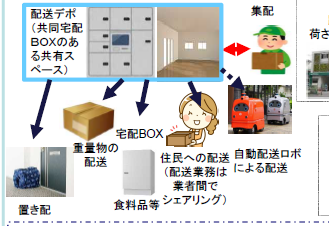 配送デポ
（共同宅配
BOXのあ
る共有ス
ペース）
集配
荷さ
重量物の
配送
宅配BOX
住民への配送
（配送業務は
業者間で
シェアリング）
自動配送ロボ
による配送
置き配
食料品等